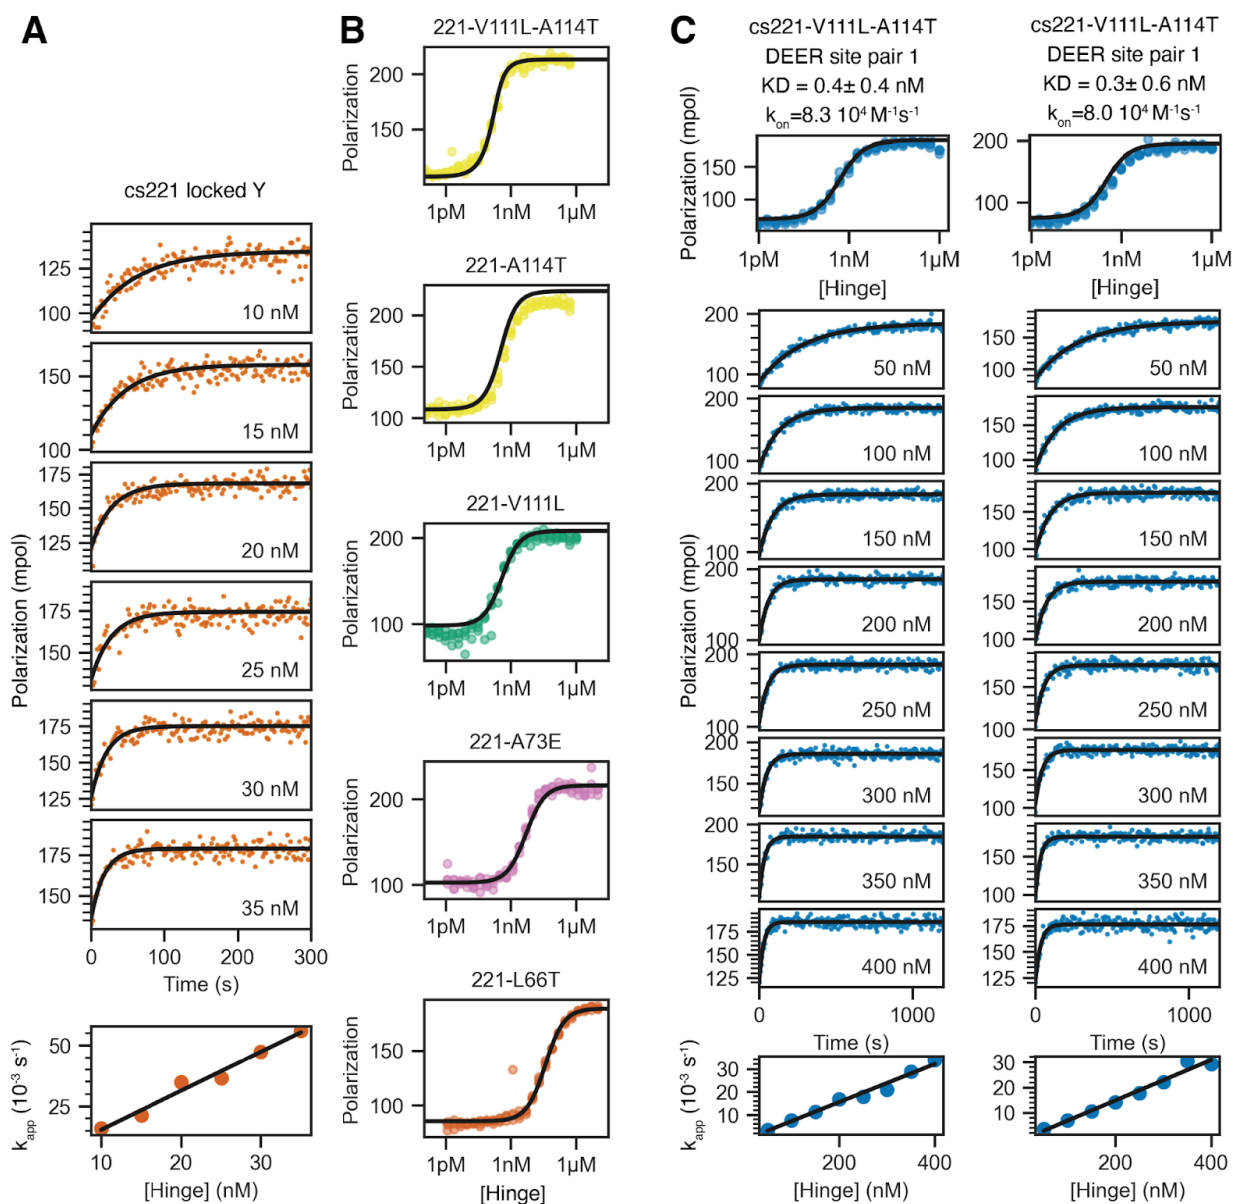 A
cs221 locked Y
Polarization (mpol)
125
100
10 nM
150
100
15 nM
175
150
125
20 nM
175
150
25 nM
175
150
125
30 nM
175
150
35 nM
0 100 200 300
Time (s)
k_app (10⁻³ s⁻¹)
50
25
10 20 30
[Hinge] (nM)
B
221-V111L-A114T
Polarization
200
150
1pM 1nM 1µM
221-A114T
Polarization
200
150
100
1pM 1nM 1µM
221-V111L
Polarization
200
100
1pM 1nM 1µM
221-A73E
Polarization
200
100
1pM 1nM 1µM
221-L66T
Polarization
150
100
1pM 1nM 1µM
[Hinge]
C
cs221-V111L-A114T
DEER site pair 1
KD = 0.4± 0.4 nM
k_on=8.3 10⁴ M⁻¹s⁻¹
Polarization (mpol)
150
100
1pM 1nM 1µM
[Hinge]
Polarization (mpol)
200
100
50 nM
200
100
100 nM
200
100
150 nM
200
100
200 nM
200
100
250 nM
200
150
300 nM
200
150
350 nM
175
150
125
400 nM
0 1000
Time (s)
k_app (10⁻³ s⁻¹)
30
20
10
200 400
[Hinge] (nM)
cs221-V111L-A114T
DEER site pair 1
KD = 0.3± 0.6 nM
k_on=8.0 10⁴ M⁻¹s⁻¹
200
100
1pM 1nM 1µM
[Hinge]
150
100
50 nM
150
100
100 nM
150
100
150 nM
150
100
200 nM
150
100
250 nM
150
100
300 nM
150
100
350 nM
175
150
125
400 nM
0 1000
Time (s)
30
20
10
200 400
[Hinge] (nM)